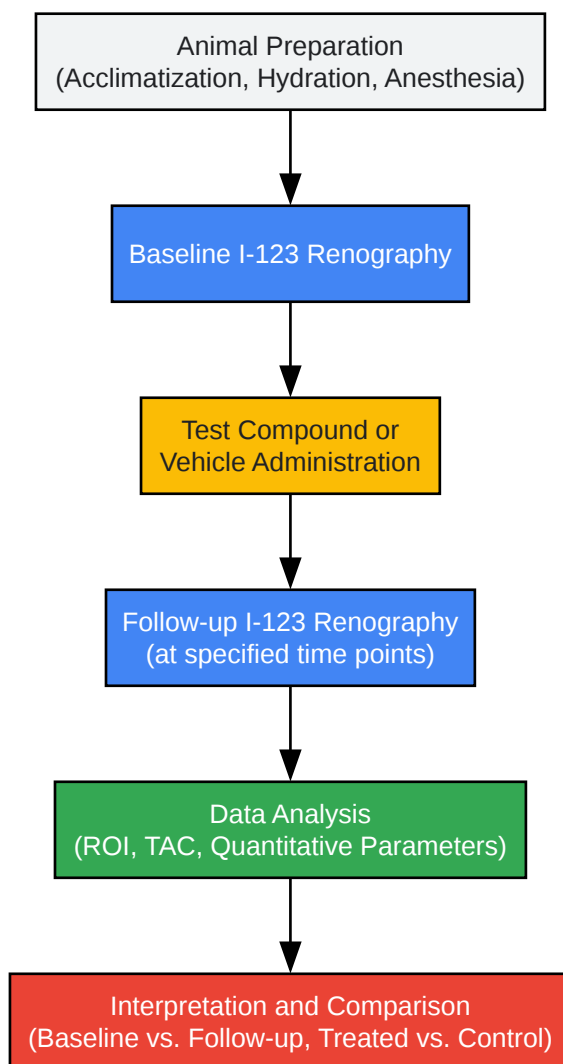 Animal Preparation
(Acclimatization, Hydration, Anesthesia)
Baseline I-123 Renography
Test Compound or
Vehicle Administration
Follow-up I-123 Renography
(at specified time points)
Data Analysis
(ROI, TAC, Quantitative Parameters)
Interpretation and Comparison
(Baseline vs. Follow-up, Treated vs. Control)